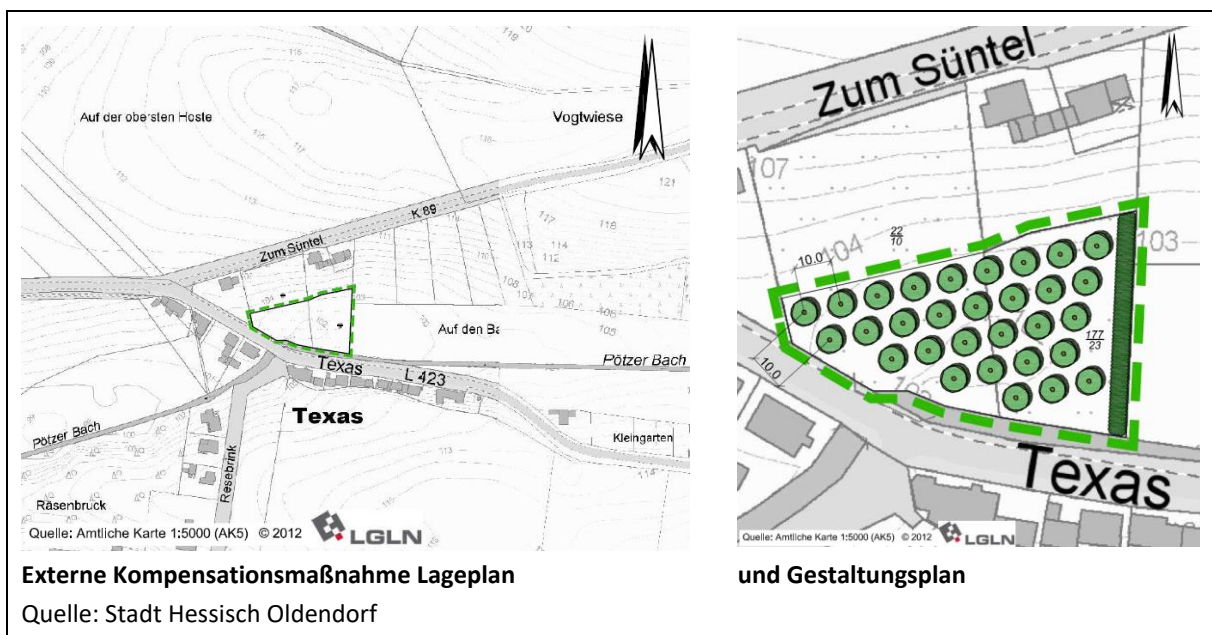 Auf der obersten Hoste
Vogtwiese
K 89
Zum Süntel
Auf den Ba
Pötzer Bach
Texas
L 423
Texas
Pötzer Bach
Resebrink
Räsenbruck
Kleingarten
Quelle: Amtliche Karte 1:5000 (AK5) © 2012 LGLN
Zum Süntel
107
104
22
10
103
10.0
10.0
177
23
Texas
Quelle: Amtliche Karte 1:5000 (AK5) © 2012 LGLN
Externe Kompensationsmaßnahme Lageplan
und Gestaltungsplan
Quelle: Stadt Hessisch Oldendorf